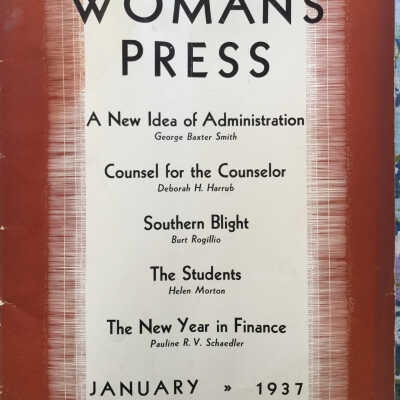 WOMANS
PRESS
A New Idea of Administration
George Baxter Smith
Counsel for the Counselor
Deborah H. Harrub
Southern Blight
Burt Rogillio
The Students
Helen Morton
The New Year in Finance
Pauline R. V. Schaedler
JANUARY » 1937